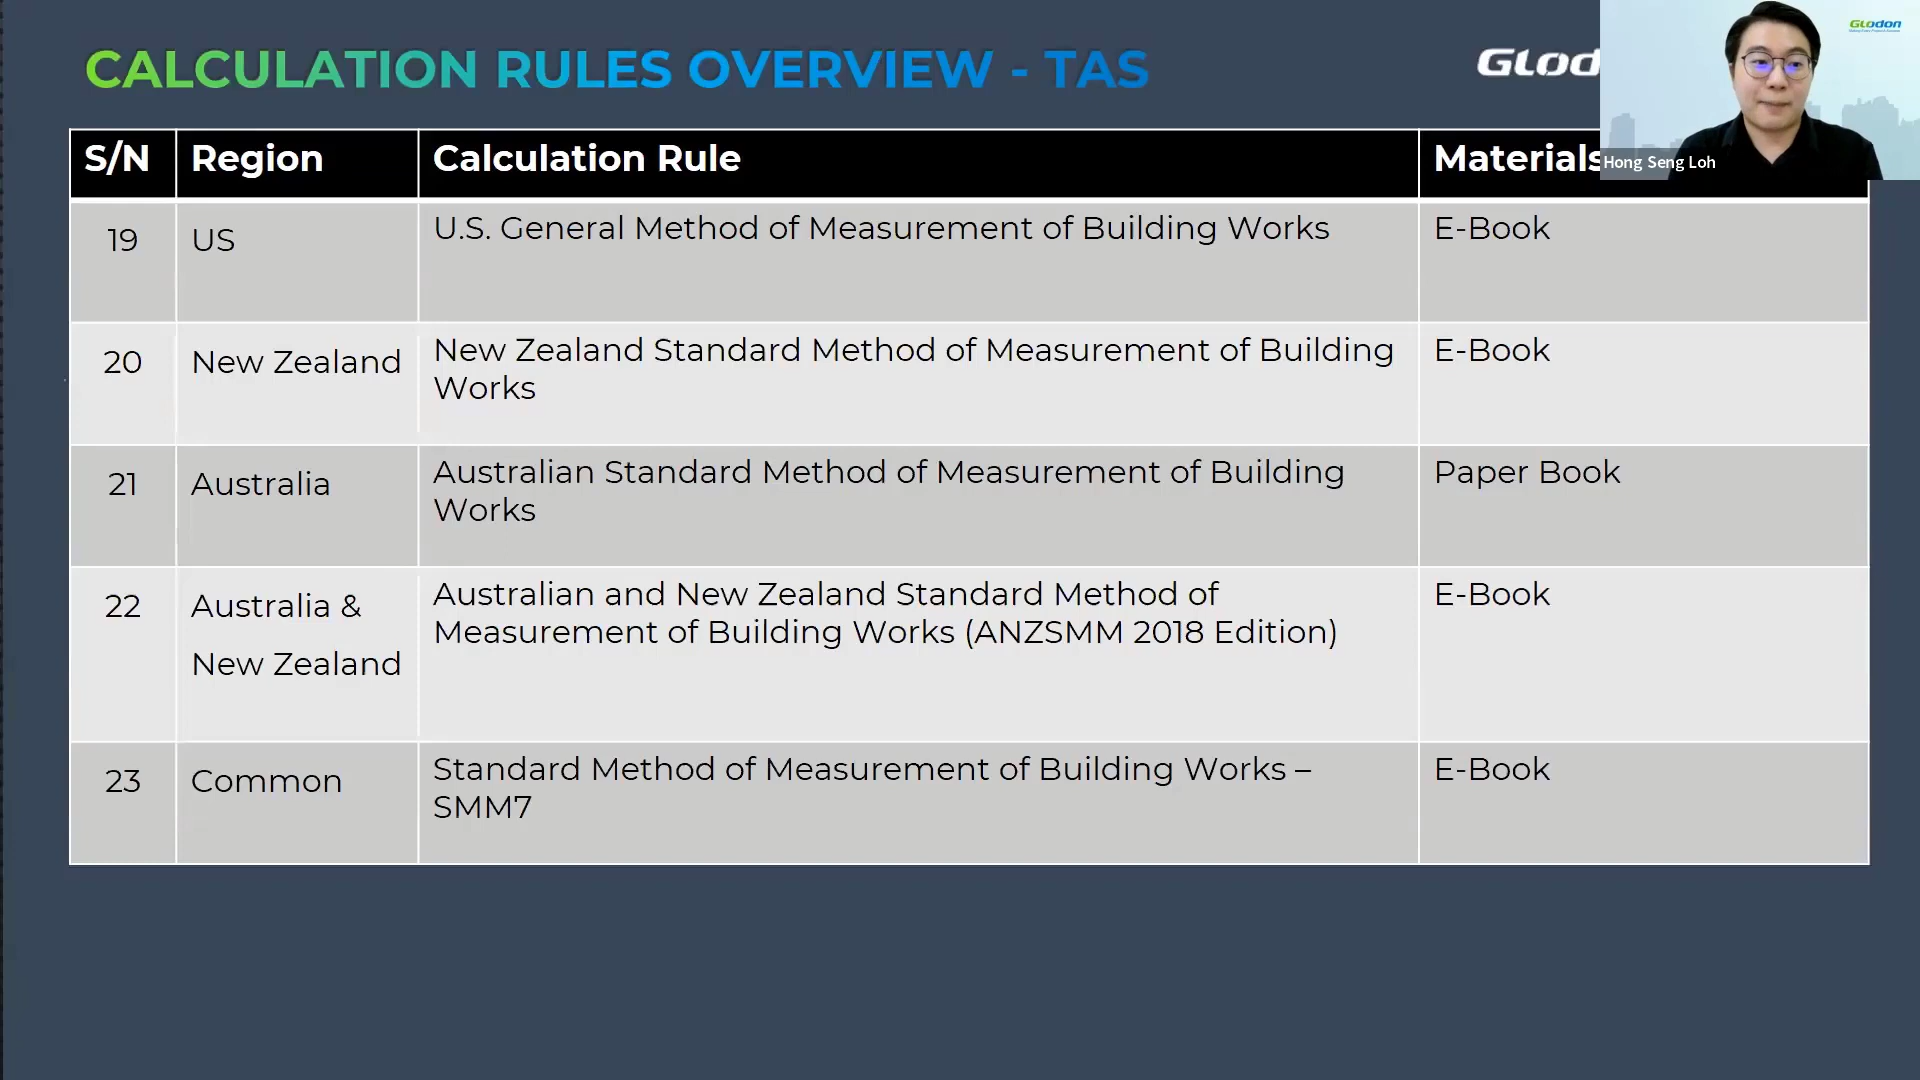 CALCULATION RULES OVERVIEW - TAS
GLOD
GLODON
Hong Seng Loh
S/N Region Calculation Rule Materials
19 US U.S. General Method of Measurement of Building Works E-Book
20 New Zealand New Zealand Standard Method of Measurement of Building
Works E-Book
21 Australia Australian Standard Method of Measurement of Building
Works Paper Book
22 Australia &
New Zealand Australian and New Zealand Standard Method of
Measurement of Building Works (ANZSMM 2018 Edition) E-Book
23 Common Standard Method of Measurement of Building Works –
SMM7 E-Book